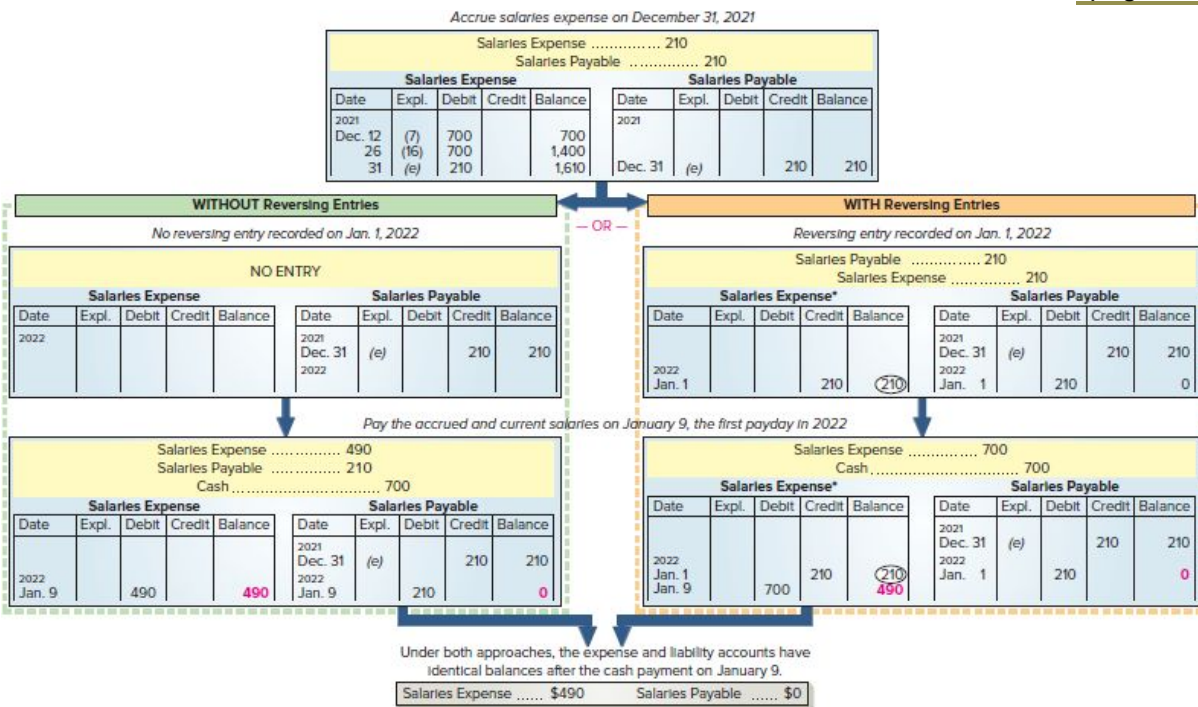 Accrue salaries expense on December 31, 2021
Salaries Expense .............. 210
Salaries Payable .............. 210
Salaries Expense
Date Expl. Debit Credit Balance
2021
Dec. 12 (7) 700 700
26 (16) 700 1,400
31 (e) 210 1,610
Salaries Payable
Date Expl. Debit Credit Balance
2021
Dec. 31 (e) 210 210
WITHOUT Reversing Entries
— OR —
WITH Reversing Entries
No reversing entry recorded on Jan. 1, 2022
NO ENTRY
Salaries Expense
Date Expl. Debit Credit Balance
2022
Salaries Payable
Date Expl. Debit Credit Balance
2021
Dec. 31 (e) 210 210
2022
Reversing entry recorded on Jan. 1, 2022
Salaries Payable .............. 210
Salaries Expense .............. 210
Salaries Expense*
Date Expl. Debit Credit Balance
2022
Jan. 1 210 210
Salaries Payable
Date Expl. Debit Credit Balance
2021
Dec. 31 (e) 210 210
2022
Jan. 1 210 0
Pay the accrued and current salaries on January 9, the first payday in 2022
Salaries Expense .............. 490
Salaries Payable .............. 210
Cash .............................. 700
Salaries Expense
Date Expl. Debit Credit Balance
2022
Jan. 9 490 490
Salaries Payable
Date Expl. Debit Credit Balance
2021
Dec. 31 (e) 210 210
2022
Jan. 9 210 0
Salaries Expense .............. 700
Cash .............................. 700
Salaries Expense*
Date Expl. Debit Credit Balance
2022
Jan. 1 210 210
Jan. 9 700 490
Salaries Payable
Date Expl. Debit Credit Balance
2021
Dec. 31 (e) 210 210
2022
Jan. 1 210 0
Under both approaches, the expense and liability accounts have
identical balances after the cash payment on January 9.
Salaries Expense ...... $490 Salaries Payable ...... $0